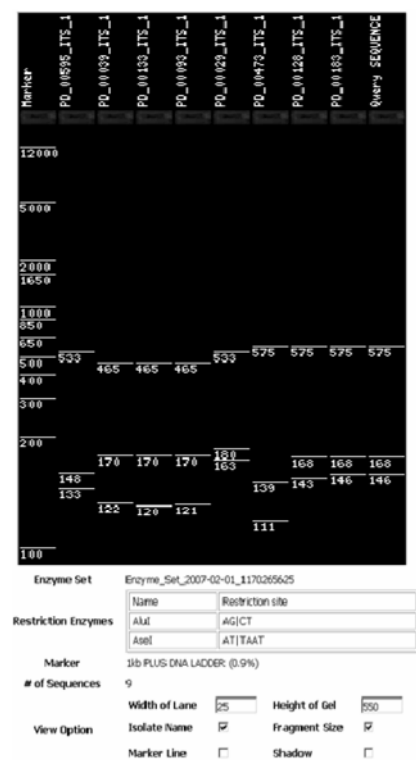 Marker
PD_00595_ITS_1
PD_00039_ITS_1
PD_00133_ITS_1
PD_00093_ITS_1
PD_00029_ITS_1
PD_00473_ITS_1
PD_00128_ITS_1
PD_00183_ITS_1
Query SEQUENCE
12000
5000
2000
1650
1000
850
650
500 533 465 465 465 533 575 575 575 575
400
300
200
180
170 170 170 163 168 168 168
148 139 143 146 146
133
122 120 121 111
100
Enzyme Set Enzyme_Set_2007-02-01_1170265625
Restriction Enzymes
Name Restriction site
AluI AG|CT
AseI AT|TAAT
Marker 1kb PLUS DNA LADDER (0.9%)
# of Sequences 9
View Option
Width of Lane 25 Height of Gel 550
Isolate Name Fragment Size
Marker Line Shadow